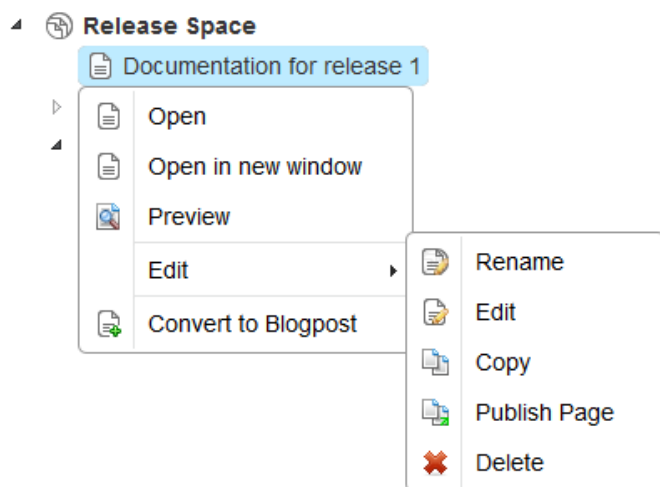 Release Space
Documentation for release 1
Open
Open in new window
Preview
Edit
Convert to Blogpost
Rename
Edit
Copy
Publish Page
Delete